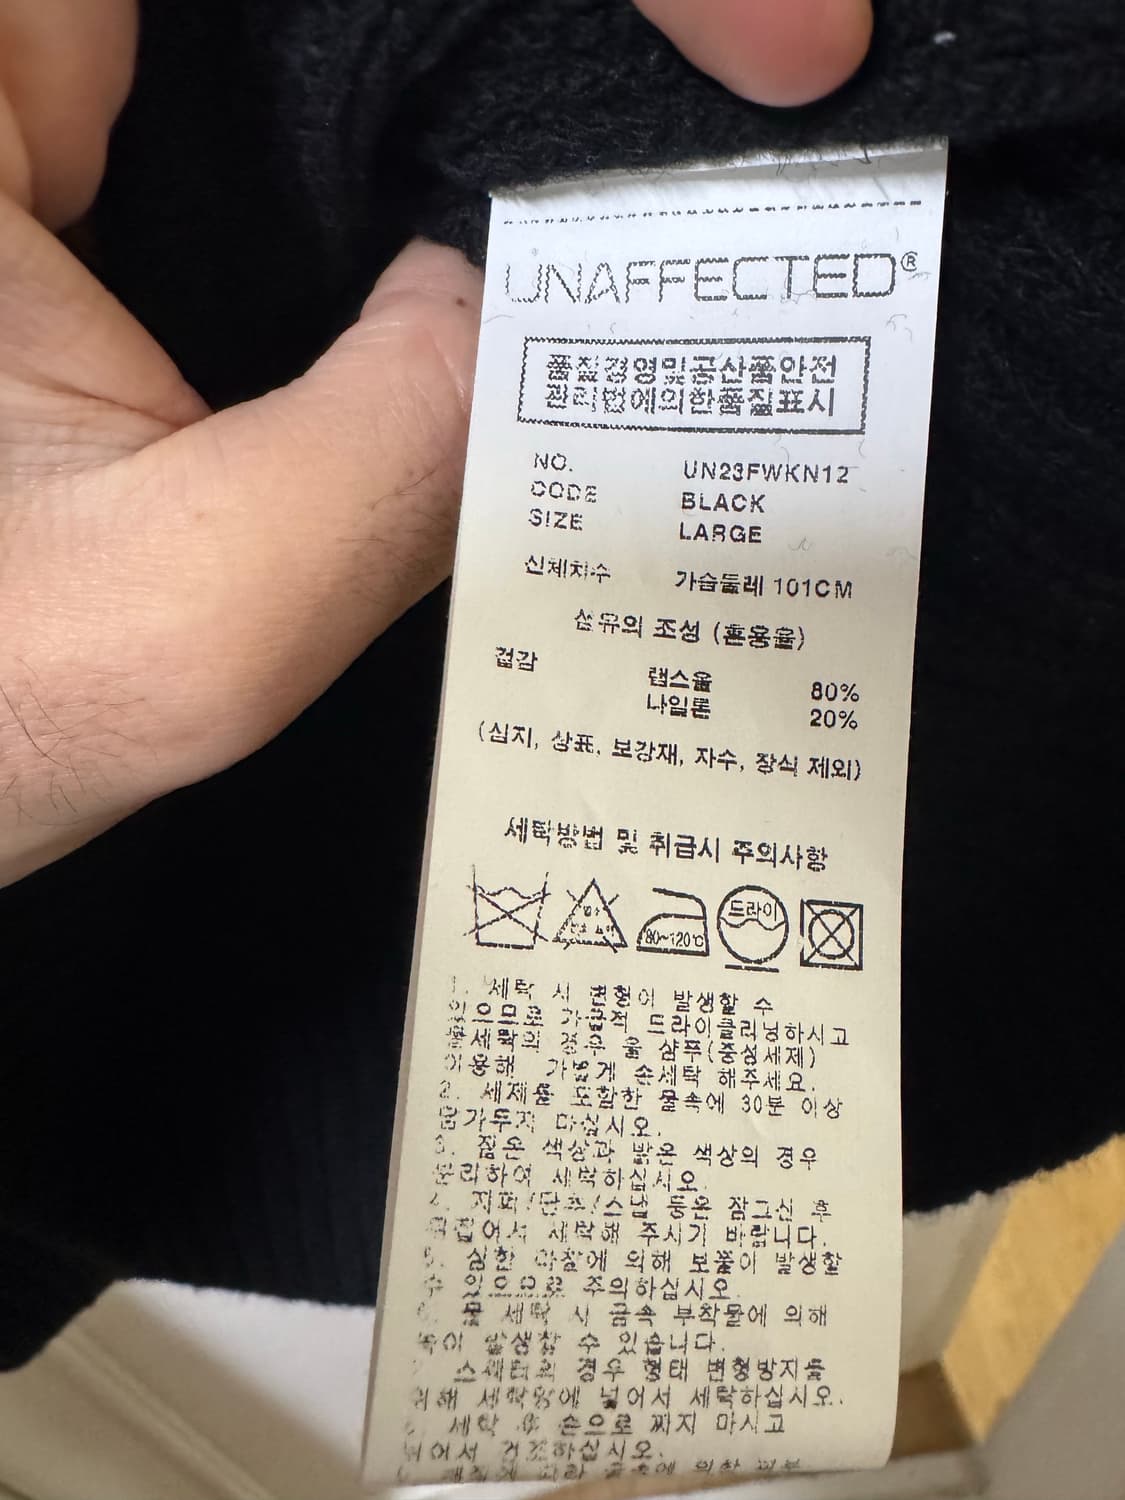 UNAFFECTED®
품질경영및공산품안전
관리법에의한품질표시
NO. UN23FWKN12
CODE BLACK
SIZE LARGE
신체치수 가슴둘레 101CM
섬유의 조성 (혼용율)
겉감 램스울 80%
나일론 20%
(심지, 상표, 보강재, 자수, 장식 제외)
세탁방법 및 취급시 주의사항
80~120℃ 드라이
1. 세탁 시 변형이 발생할 수
있으므로 가급적 드라이클리닝하시고
물세탁의 경우 울 샴푸(중성세제)
이용해 가볍게 손세탁 해주세요.
2. 세제를 포함한 물속에 30분 이상
담가두지 마십시오.
3. 짙은 색상과 밝은 색상의 경우
분리하여 세탁하십시오.
4. 지퍼/단추/스냅 등은 잠그신 후
뒤집어서 세탁해 주시기 바랍니다.
5. 심한 마찰에 의해 보풀이 발생할
수 있으므로 주의하십시오.
6. 물 세탁 시 금속 부착물에 의해
녹이 발생할 수 있습니다.
스웨터의 경우 형태 변형방지를
위해 세탁망에 넣어서 세탁하십시오.
세탁 후 손으로 짜지 마시고
뉘어서 건조하십시오.
따라 금속에 의한